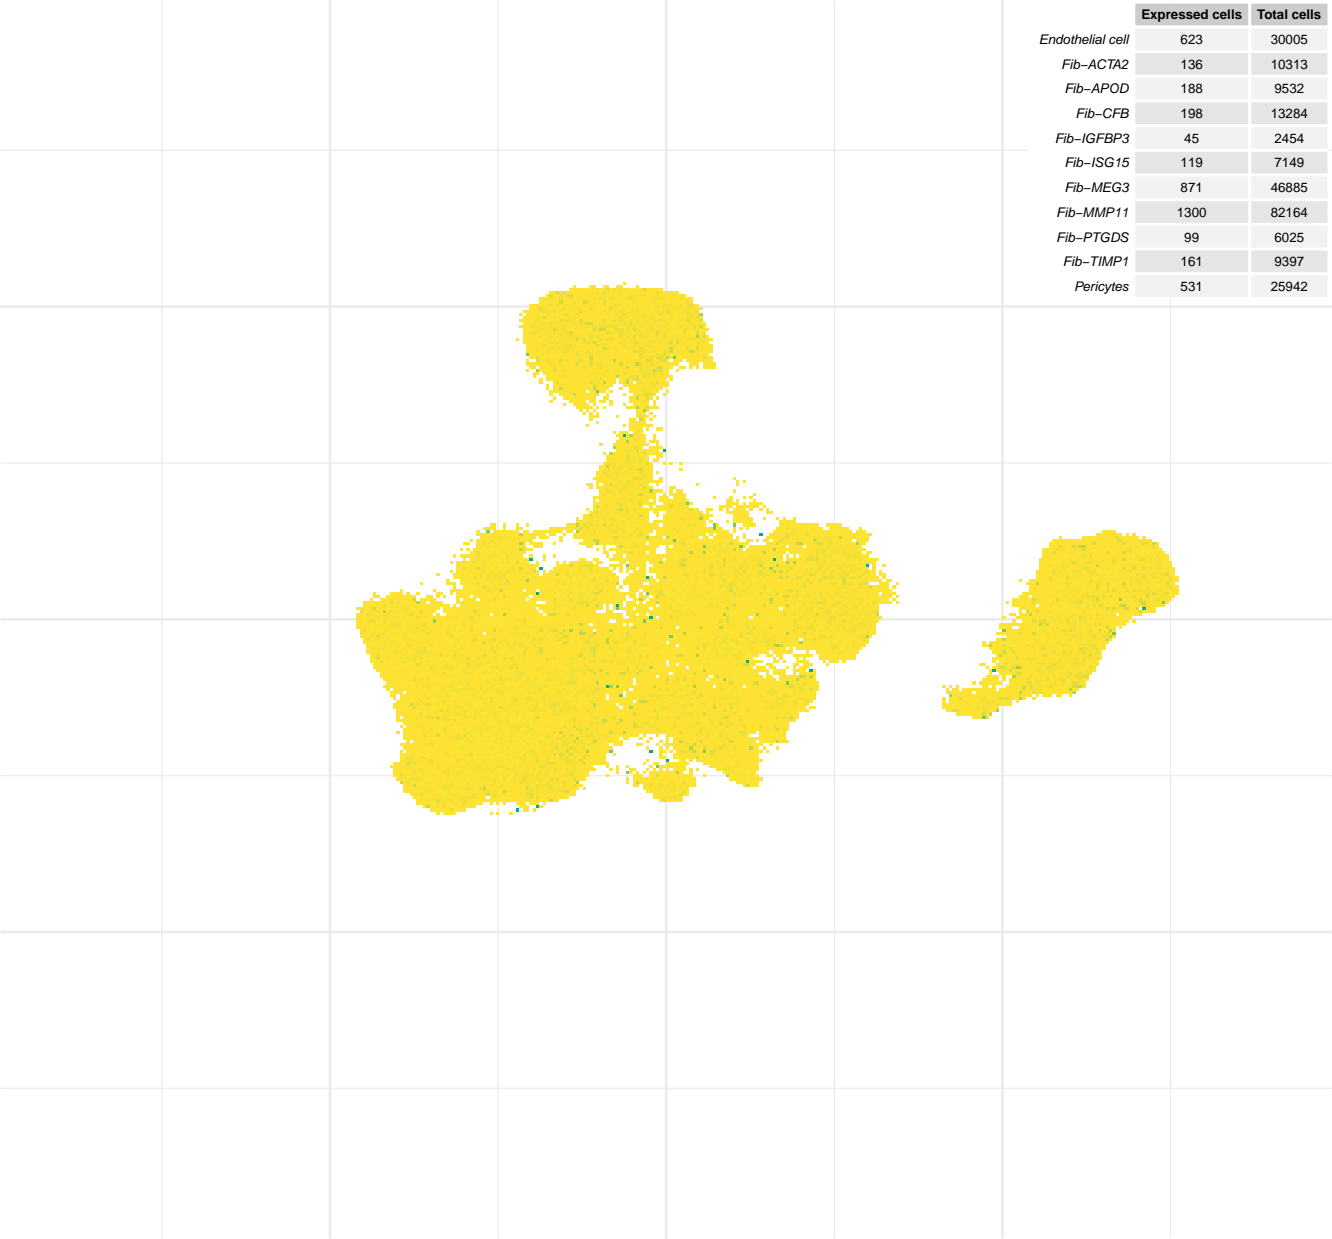 Expressed cells Total cells
Endothelial cell 623 30005
Fib−ACTA2 136 10313
Fib−APOD 188 9532
Fib−CFB 198 13284
Fib−IGFBP3 45 2454
Fib−ISG15 119 7149
Fib−MEG3 871 46885
Fib−MMP11 1300 82164
Fib−PTGDS 99 6025
Fib−TIMP1 161 9397
Pericytes 531 25942